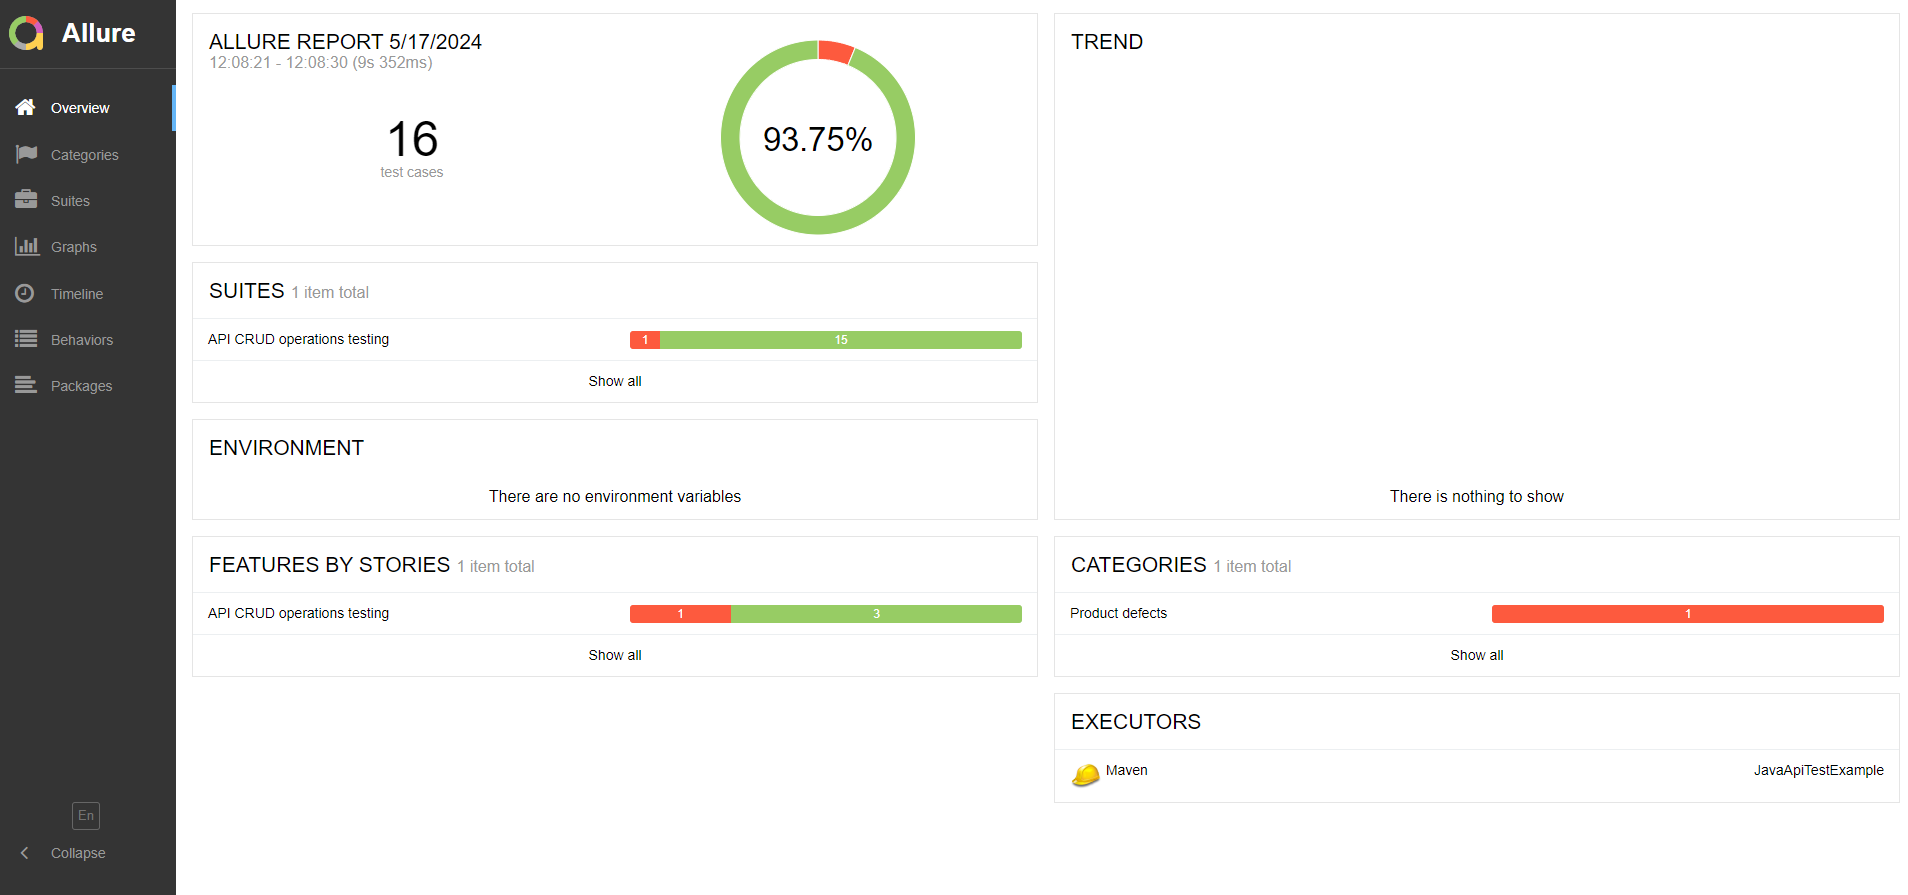 Allure
Overview
Categories
Suites
Graphs
Timeline
Behaviors
Packages
En
Collapse
ALLURE REPORT 5/17/2024
12:08:21 - 12:08:30 (9s 352ms)
16
test cases
93.75%
SUITES 1 item total
API CRUD operations testing 1 15
Show all
ENVIRONMENT
There are no environment variables
FEATURES BY STORIES 1 item total
API CRUD operations testing 1 3
Show all
TREND
There is nothing to show
CATEGORIES 1 item total
Product defects 1
Show all
EXECUTORS
Maven JavaApiTestExample